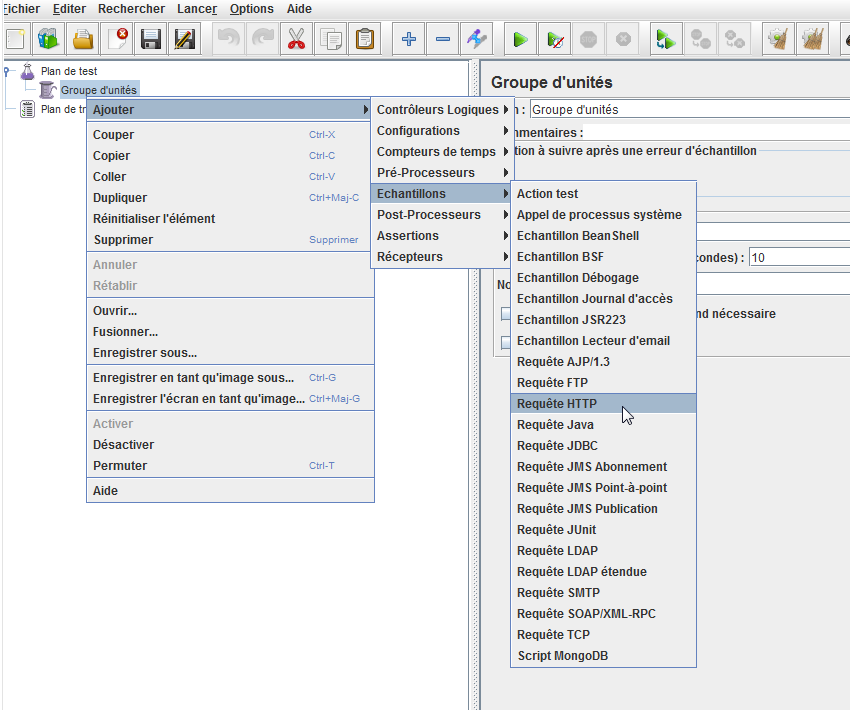 Fichier Editer Rechercher Lancer Options Aide
Plan de test
Groupe d'unités
Plan de tr
Ajouter
Couper Ctrl-X
Copier Ctrl-C
Coller Ctrl-V
Dupliquer Ctrl+Maj-C
Réinitialiser l'élément
Supprimer Supprimer
Annuler
Rétablir
Ouvrir...
Fusionner...
Enregistrer sous...
Enregistrer en tant qu'image sous... Ctrl-G
Enregistrer l'écran en tant qu'image... Ctrl+Maj-G
Activer
Désactiver
Permuter Ctrl-T
Aide
Contrôleurs Logiques
Configurations
Compteurs de temps
Pré-Processeurs
Echantillons
Post-Processeurs
Assertions
Récepteurs
Action test
Appel de processus système
Echantillon BeanShell
Echantillon BSF
Echantillon Débogage
Echantillon Journal d'accès
Echantillon JSR223
Echantillon Lecteur d'email
Requête AJP/1.3
Requête FTP
Requête HTTP
Requête Java
Requête JDBC
Requête JMS Abonnement
Requête JMS Point-à-point
Requête JMS Publication
Requête JUnit
Requête LDAP
Requête LDAP étendue
Requête SMTP
Requête SOAP/XML-RPC
Requête TCP
Script MongoDB
Groupe d'unités
n : Groupe d'unités
mmentaires :
tion à suivre après une erreur d'échantillon
condes) : 10
No
nd nécessaire